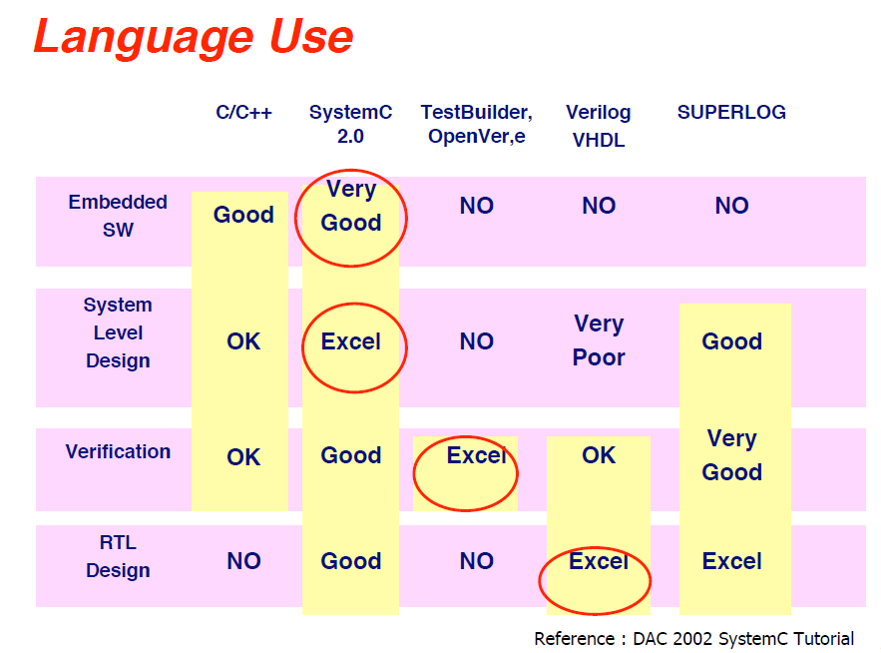 Language Use
C/C++ SystemC TestBuilder, Verilog SUPERLOG
2.0 OpenVer,e VHDL
Embedded
SW
Good
Very
Good
NO
NO
NO
System
Level
Design
OK
Excel
NO
Very
Poor
Good
Verification
OK
Good
Excel
OK
Very
Good
RTL
Design
NO
Good
NO
Excel
Excel
Reference : DAC 2002 SystemC Tutorial